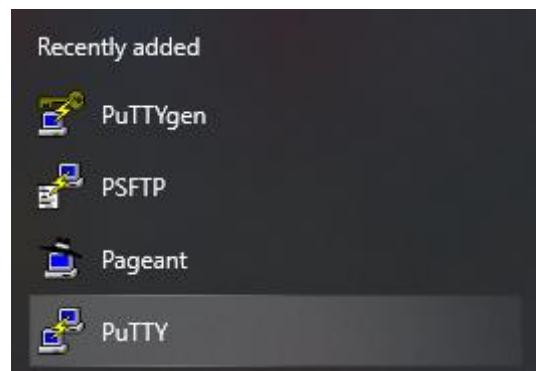 Recently added
PuTTYgen
PSFTP
Pageant
PuTTY